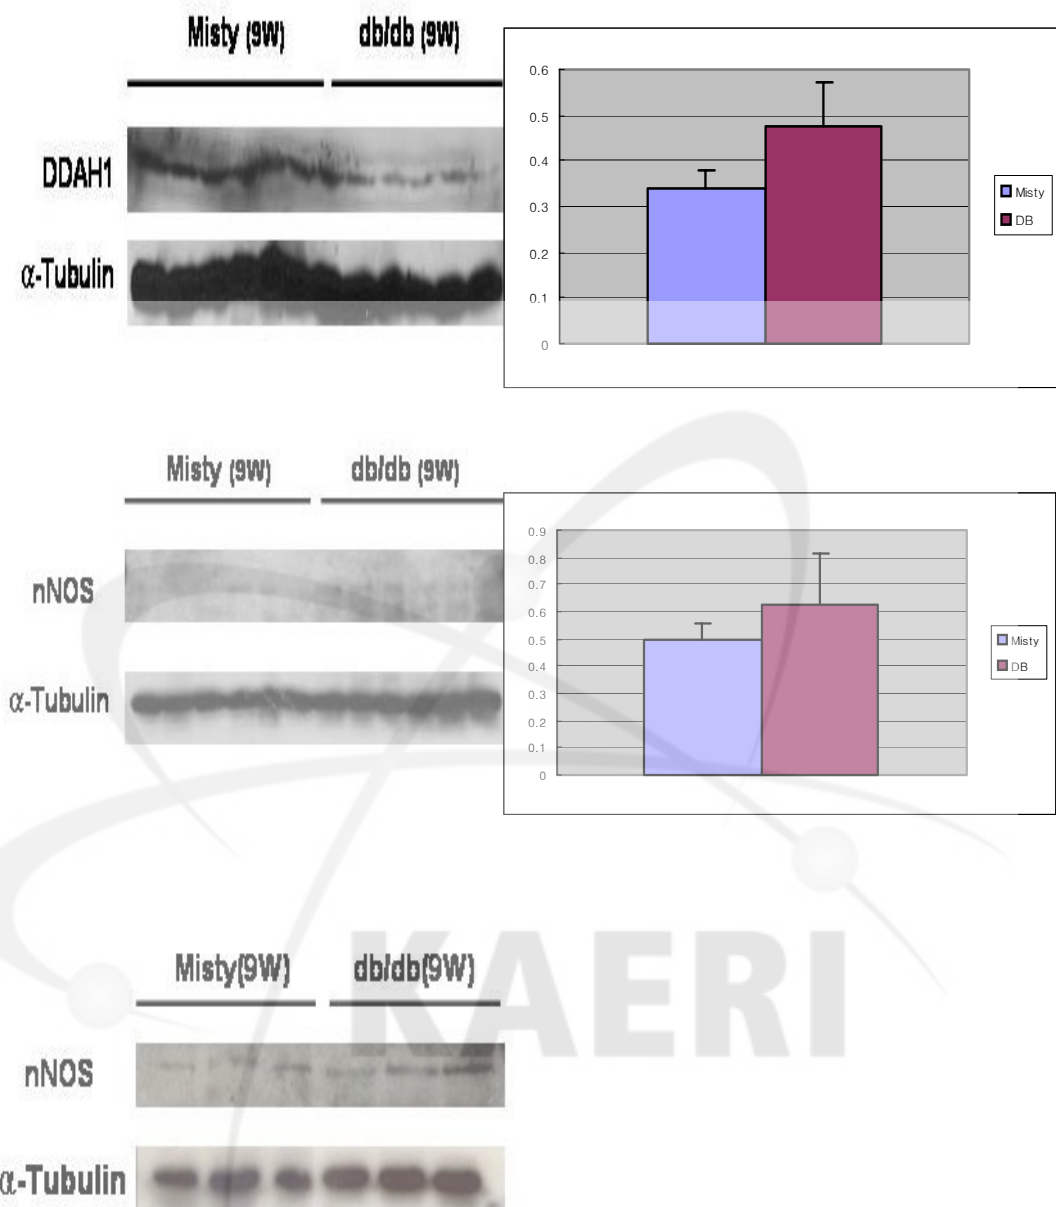 Misty (9W) db/db (9W)
DDAH1
α-Tubulin
0.6
0.5
0.4
0.3
0.2
0.1
0
Misty
DB
Misty (9W) db/db (9W)
nNOS
α-Tubulin
0.9
0.8
0.7
0.6
0.5
0.4
0.3
0.2
0.1
0
Misty
DB
KAERI
Misty(9W) db/db(9W)
nNOS
α-Tubulin